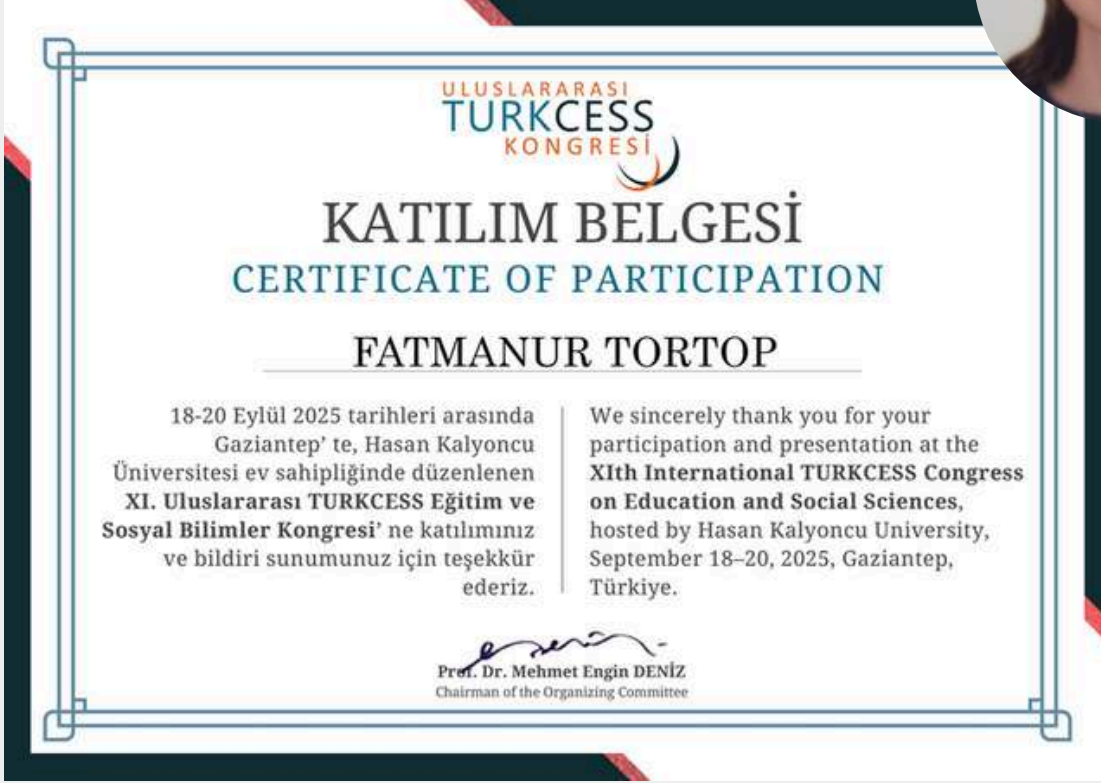 ULUSLARARASI
TURKCESS
KONGRESİ
KATILIM BELGESİ
CERTIFICATE OF PARTICIPATION
FATMANUR TORTOP
18-20 Eylül 2025 tarihleri arasında
Gaziantep' te, Hasan Kalyoncu
Üniversitesi ev sahipliğinde düzenlenen
XI. Uluslararası TURKCESS Eğitim ve
Sosyal Bilimler Kongresi' ne katılımınız
ve bildiri sunumunuz için teşekkür
ederiz.
We sincerely thank you for your
participation and presentation at the
XIth International TURKCESS Congress
on Education and Social Sciences,
hosted by Hasan Kalyoncu University,
September 18–20, 2025, Gaziantep,
Türkiye.
Prof. Dr. Mehmet Engin DENİZ
Chairman of the Organizing Committee